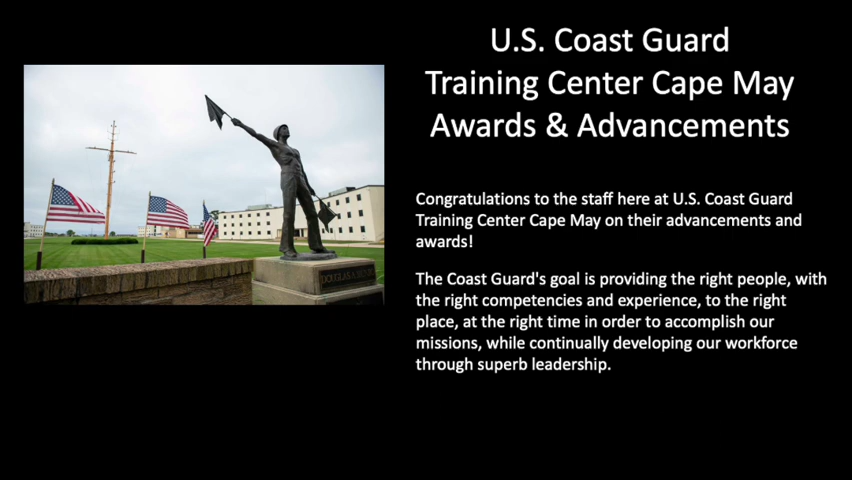 U.S. Coast Guard
Training Center Cape May
Awards & Advancements
Congratulations to the staff here at U.S. Coast Guard
Training Center Cape May on their advancements and
awards!
The Coast Guard's goal is providing the right people, with
the right competencies and experience, to the right
place, at the right time in order to accomplish our
missions, while continually developing our workforce
through superb leadership.